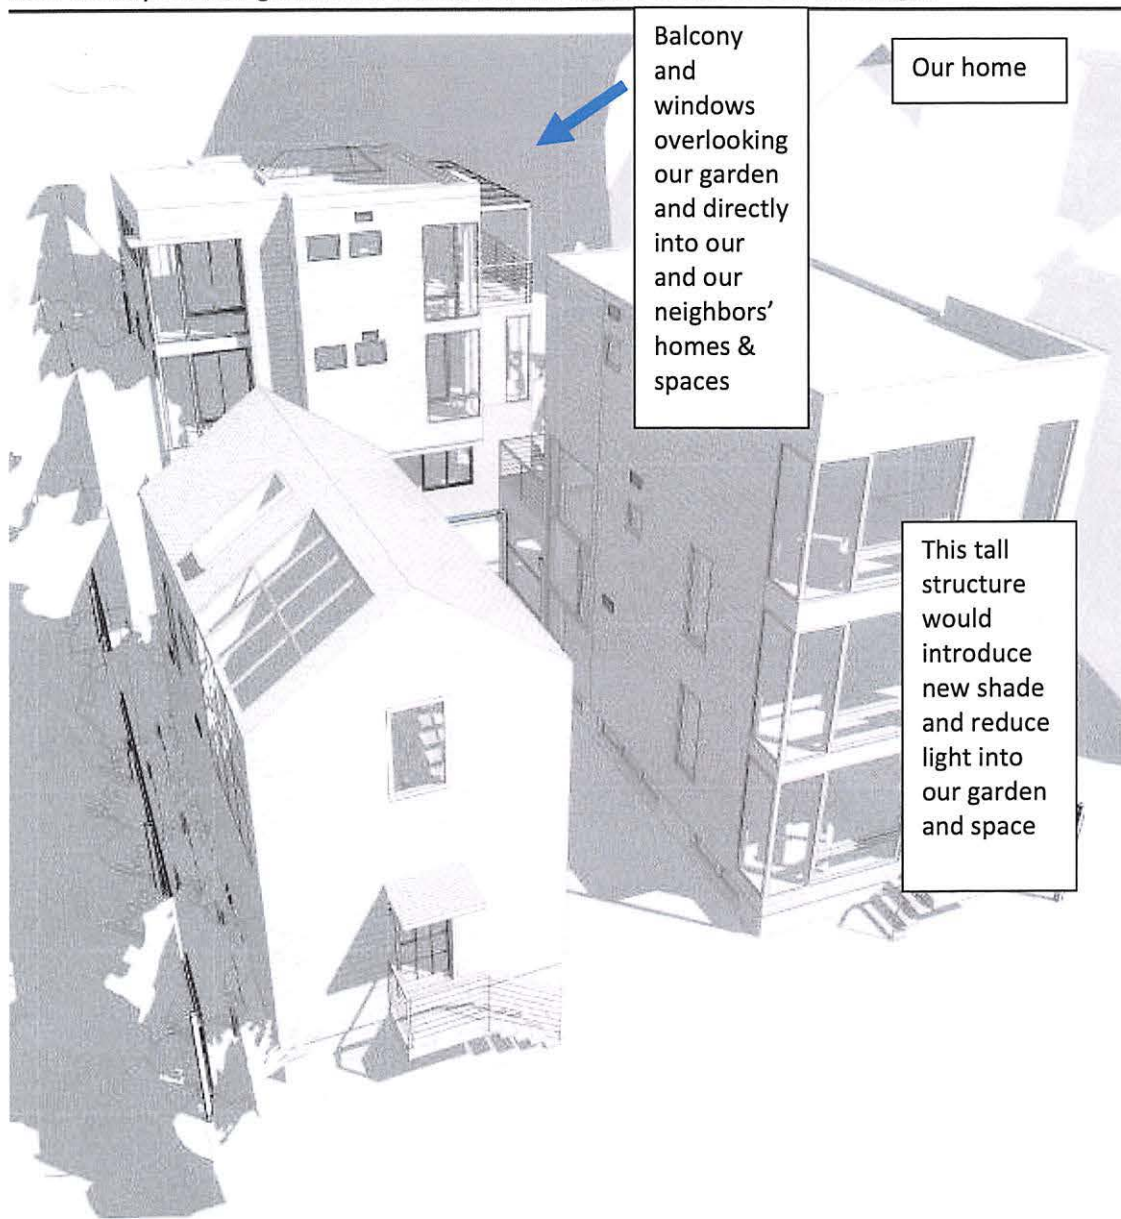 Balcony
and
windows
overlooking
our garden
and directly
into our
and our
neighbors'
homes &
spaces
Our home
This tall
structure
would
introduce
new shade
and reduce
light into
our garden
and space